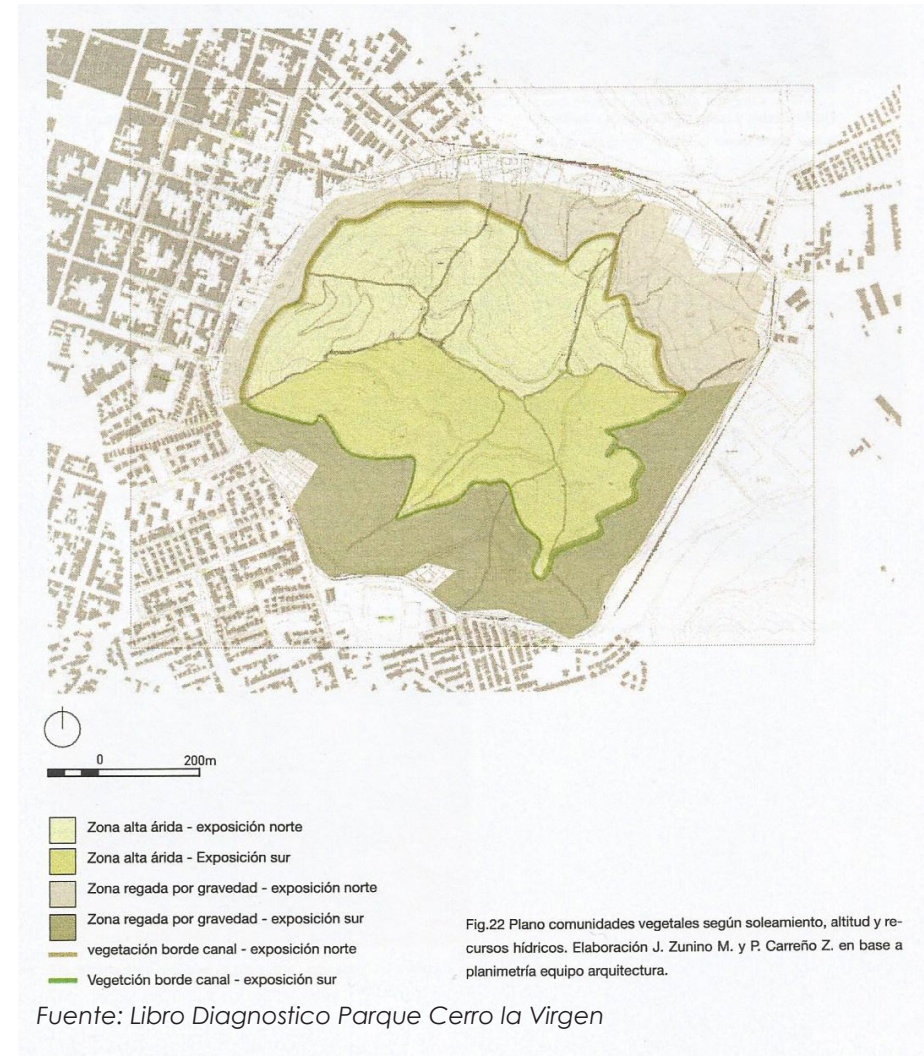 0 200m
Zona alta árida - exposición norte
Zona alta árida - Exposición sur
Zona regada por gravedad - exposición norte
Zona regada por gravedad - exposición sur
vegetación borde canal - exposición norte
Vegetción borde canal - exposición sur
Fig.22 Plano comunidades vegetales según soleamiento, altitud y re-
cursos hídricos. Elaboración J. Zunino M. y P. Carreño Z. en base a
planimetría equipo arquitectura.
Fuente: Libro Diagnostico Parque Cerro la Virgen